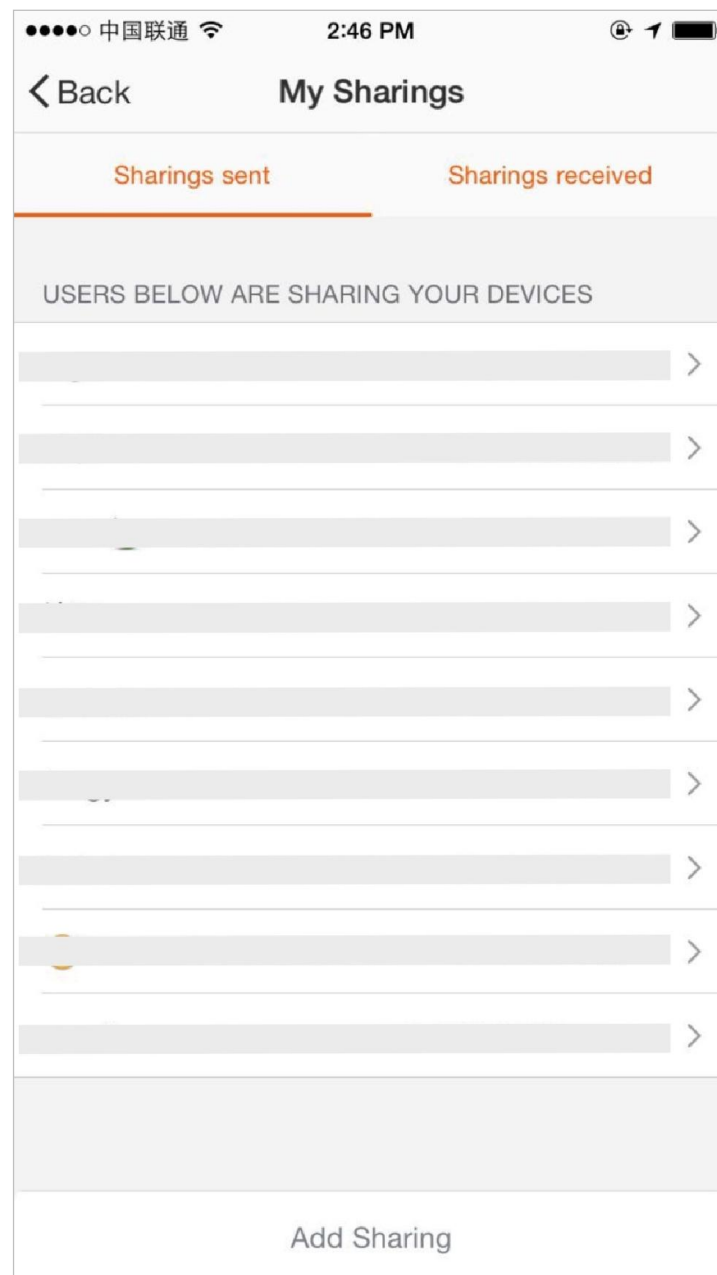 中国联通 2:46 PM
Back My Sharings
Sharings sent Sharings received
USERS BELOW ARE SHARING YOUR DEVICES
Add Sharing